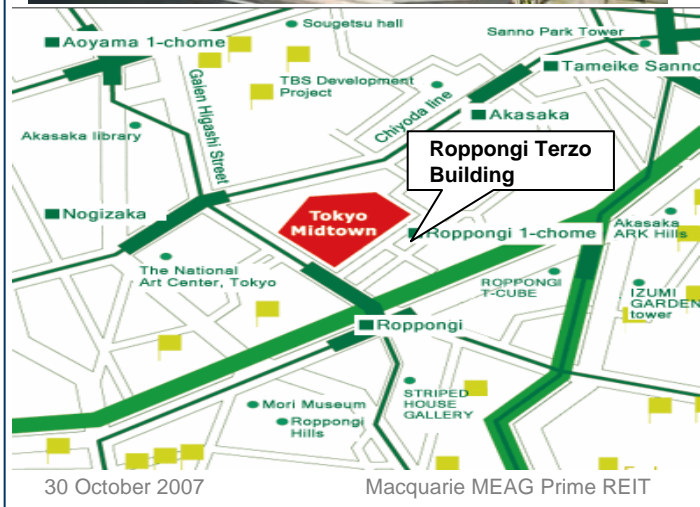 Sougetsu hall
Sanno Park Tower
Aoyama 1-chome
Tameike Sanno
TBS Development
Project
Galen Higashi Street
Chiyoda line
Akasaka
Akasaka library
Roppongi Terzo
Building
Nogizaka
Tokyo
Midtown
Roppongi 1-chome
Akasaka
ARK Hills
The National
Art Center, Tokyo
ROPPONGI
T-CUBE
IZUMI
GARDEN
tower
Roppongi
STRIPED
HOUSE
GALLERY
Mori Museum
Roppongi
Hills
30 October 2007
Macquarie MEAG Prime REIT